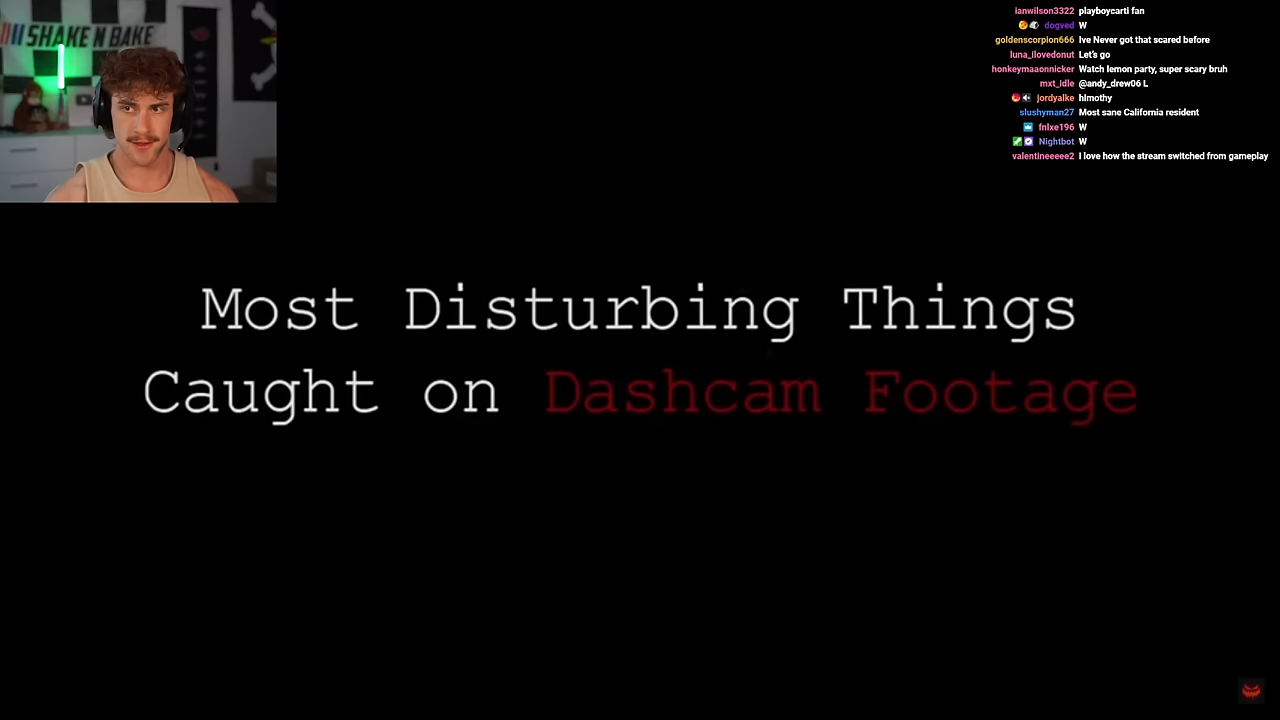 SHAKE N BAKE
ianwilson3322 playboycarti fan
dogved W
goldenscorpion666 Ive Never got that scared before
luna_ilovedonut Let's go
honkeymaaonnicker Watch lemon party, super scary bruh
mxt_idle @andy_drew06 L
jordyalke hImothy
slushyman27 Most sane California resident
fnlxe196 W
Nightbot W
valentineeeee2 I love how the stream switched from gameplay
Most Disturbing Things
Caught on Dashcam Footage